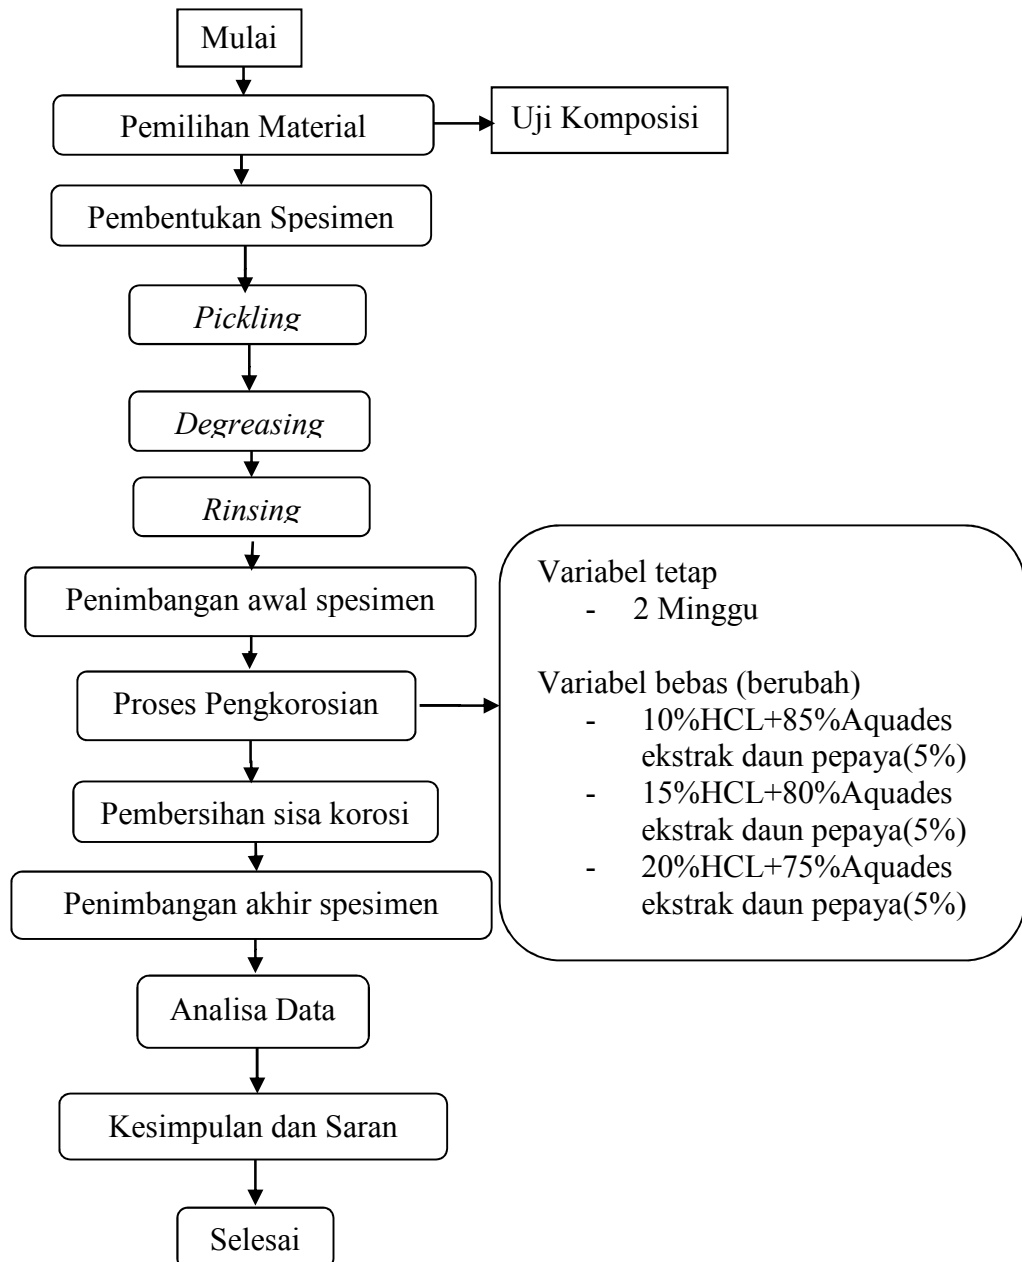 Mulai
Pemilihan Material
Uji Komposisi
Pembentukan Spesimen
Pickling
Degreasing
Rinsing
Penimbangan awal spesimen
Proses Pengkorosian
Variabel tetap
- 2 Minggu
Variabel bebas (berubah)
- 10%HCL+85%Aquades
ekstrak daun pepaya(5%)
- 15%HCL+80%Aquades
ekstrak daun pepaya(5%)
- 20%HCL+75%Aquades
ekstrak daun pepaya(5%)
Pembersihan sisa korosi
Penimbangan akhir spesimen
Analisa Data
Kesimpulan dan Saran
Selesai